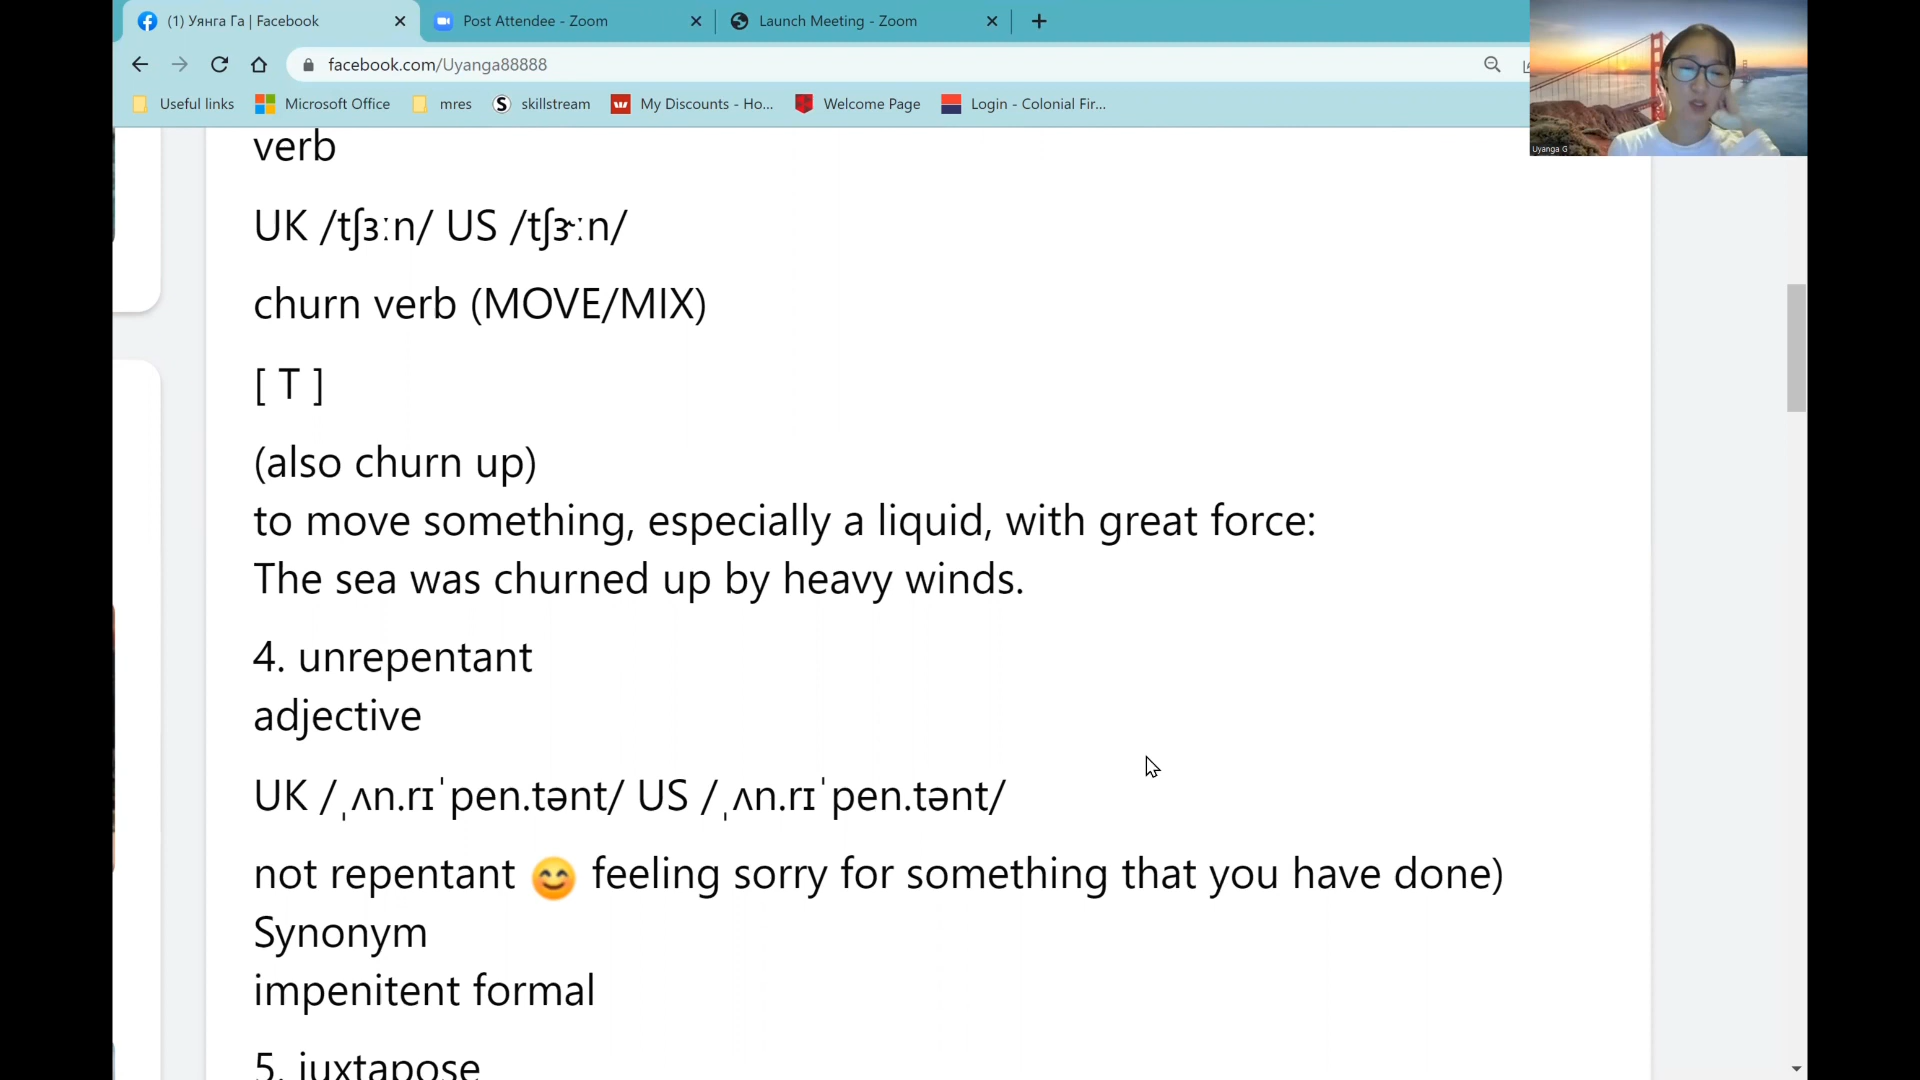 (1) Уянга Га | Facebook
Post Attendee - Zoom
Launch Meeting - Zoom
facebook.com/Uyanga88888
Useful links
Microsoft Office
mres
skillstream
My Discounts - Ho...
Welcome Page
Login - Colonial Fir...
Uyanga G
verb
UK /tʃɜːn/ US /tʃɝːn/
churn verb (MOVE/MIX)
[ T ]
(also churn up)
to move something, especially a liquid, with great force:
The sea was churned up by heavy winds.
4. unrepentant
adjective
UK /ˌʌn.rɪˈpen.tənt/ US /ˌʌn.rɪˈpen.tənt/
not repentant 😊 feeling sorry for something that you have done)
Synonym
impenitent formal
5. juxtapose